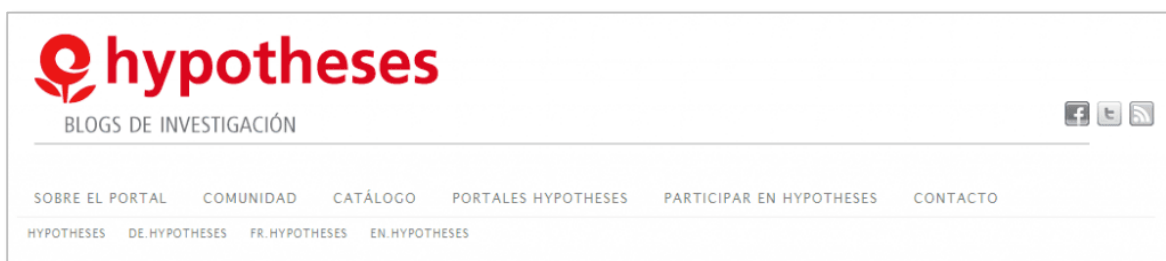 hypotheses
BLOGS DE INVESTIGACIÓN
SOBRE EL PORTAL COMUNIDAD CATÁLOGO PORTALES HYPOTHESES PARTICIPAR EN HYPOTHESES CONTACTO
HYPOTHESES DE.HYPOTHESES FR.HYPOTHESES EN.HYPOTHESES